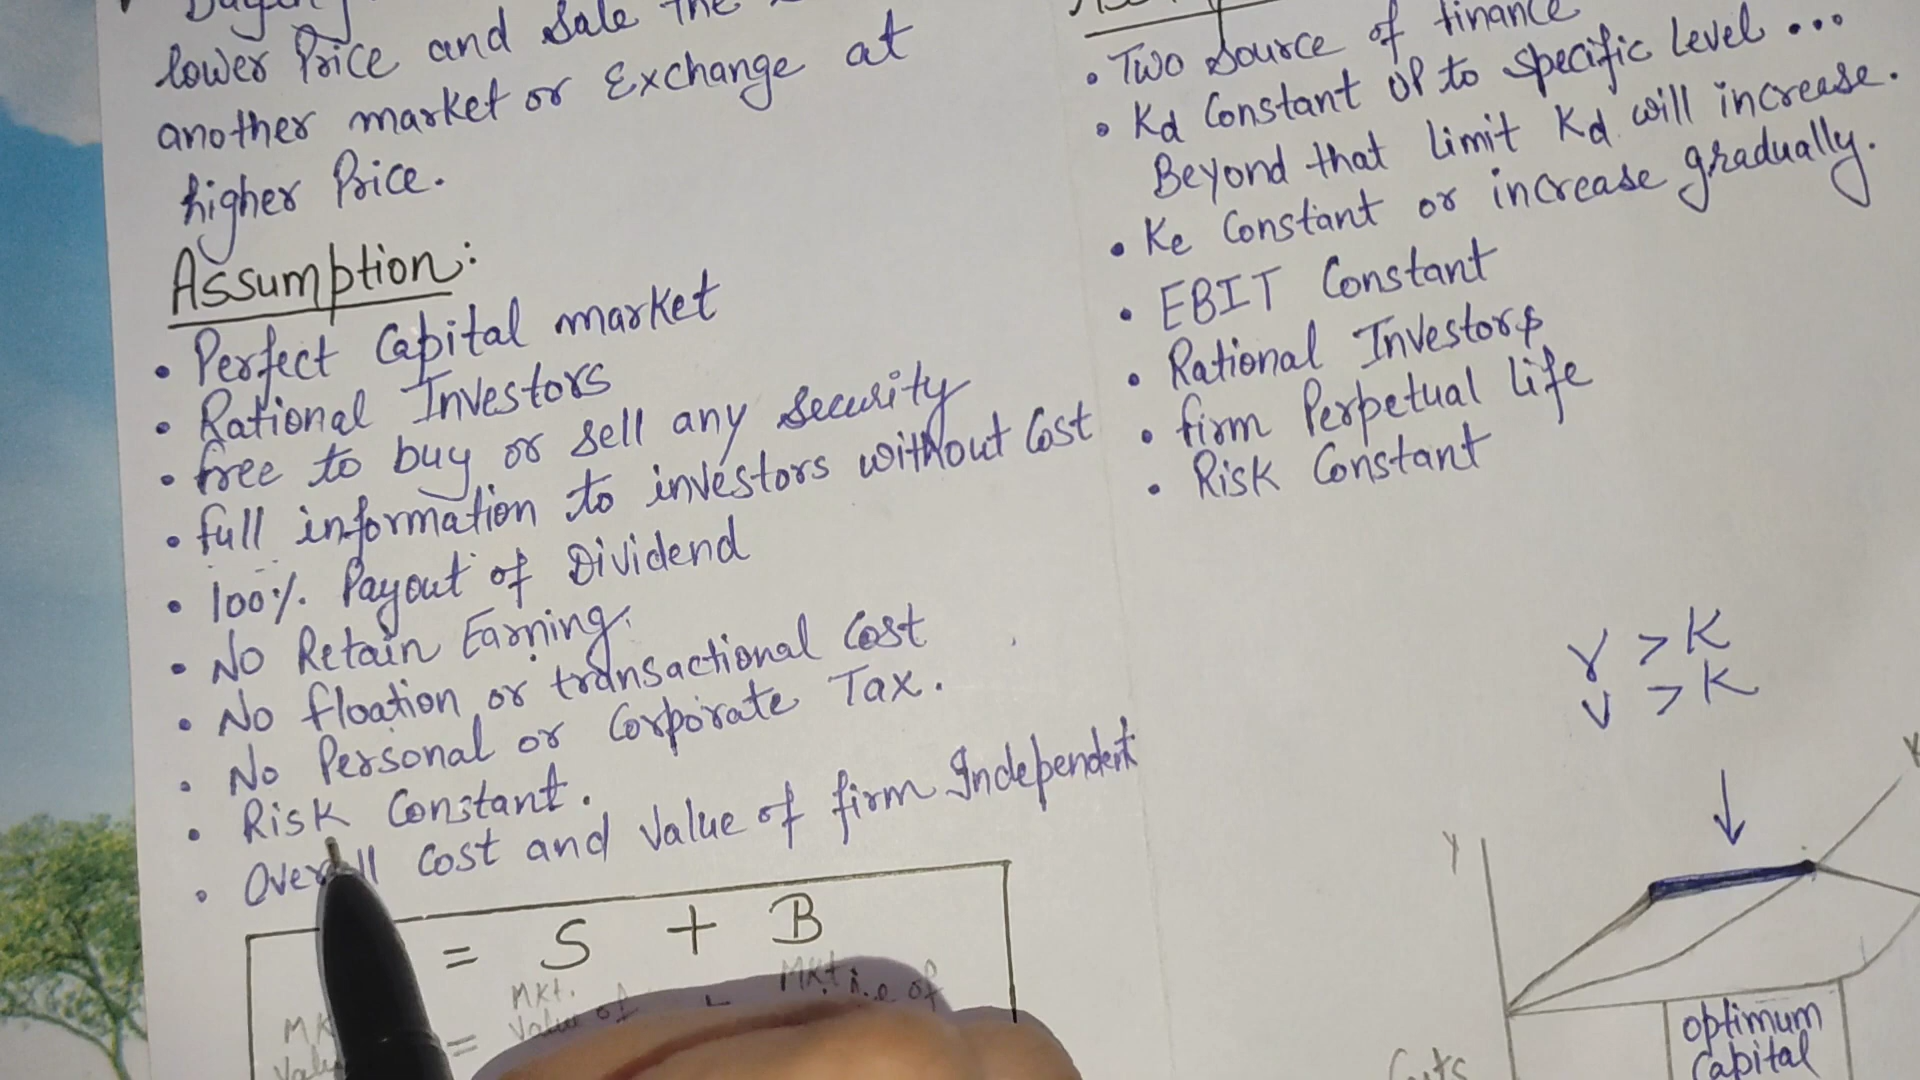 lower Price and Sale the
another market or Exchange at
higher Price.
Assumption:
• Perfect Capital market
• Rational Investors
• free to buy or sell any security
• full information to investors without Cost
• 100% Payout of Dividend
• No Retain Earning.
• No floation or transactional Cost
• No Personal or Corporate Tax.
• Risk Constant.
• Overall Cost and Value of firm Independent
= S + B
Mkt.
Value of
=
• Two Source of finance
• Kd Constant up to specific Level ...
Beyond that limit Kd will increase.
• Ke Constant or increase gradually.
• EBIT Constant
• Rational Investors
• firm Perpetual life
• Risk Constant
r > K
V > K
Y
optimum
Capital